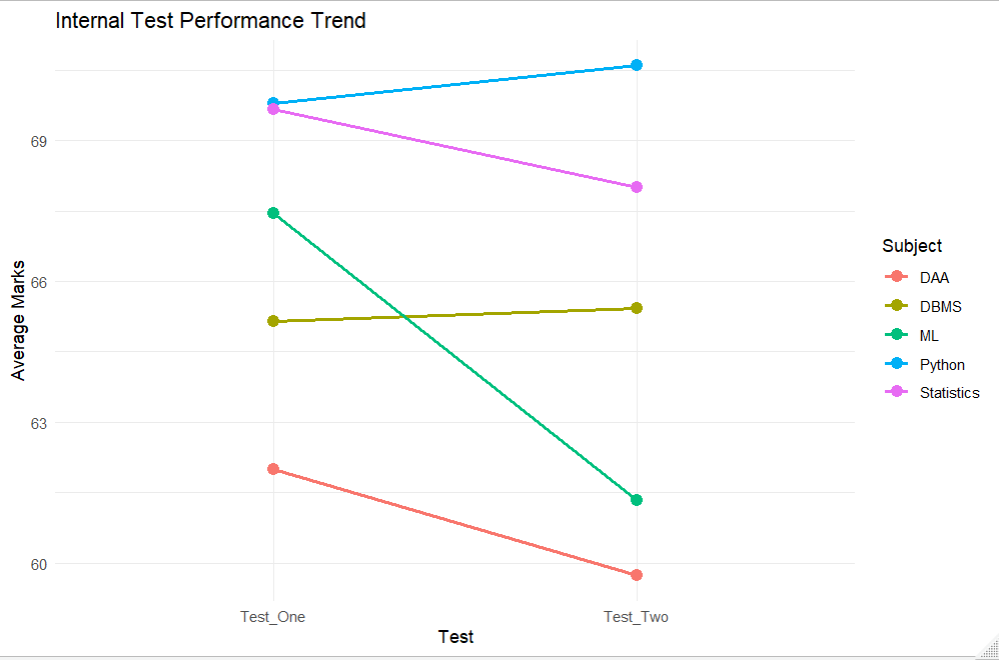 Internal Test Performance Trend
Average Marks
69
66
63
60
Test_One
Test_Two
Test
Subject
DAA
DBMS
ML
Python
Statistics